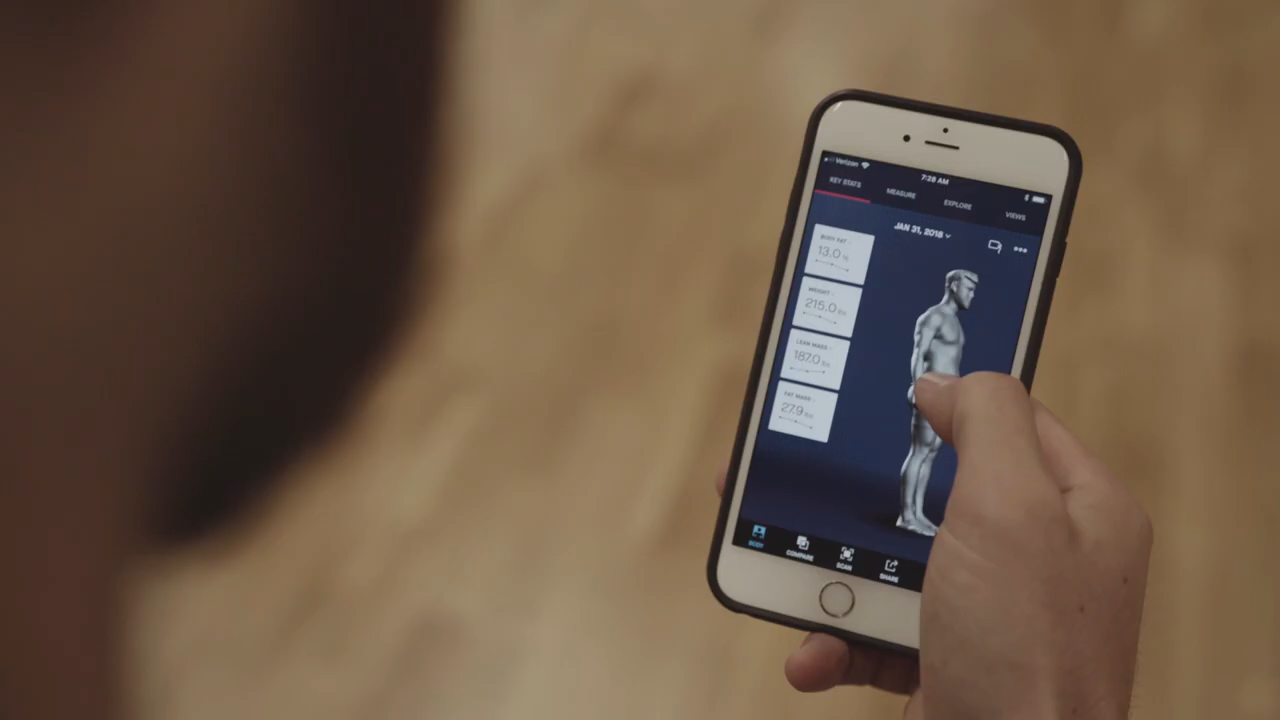 Verizon
7:28 AM
KEY STATS
MEASURE
EXPLORE
VIEWS
JAN 31, 2018
BODY FAT
13.0 %
WEIGHT
215.0 lbs
LEAN MASS
187.0 lbs
FAT MASS
27.9 lbs
BODY
COMPARE
SCAN
SHARE